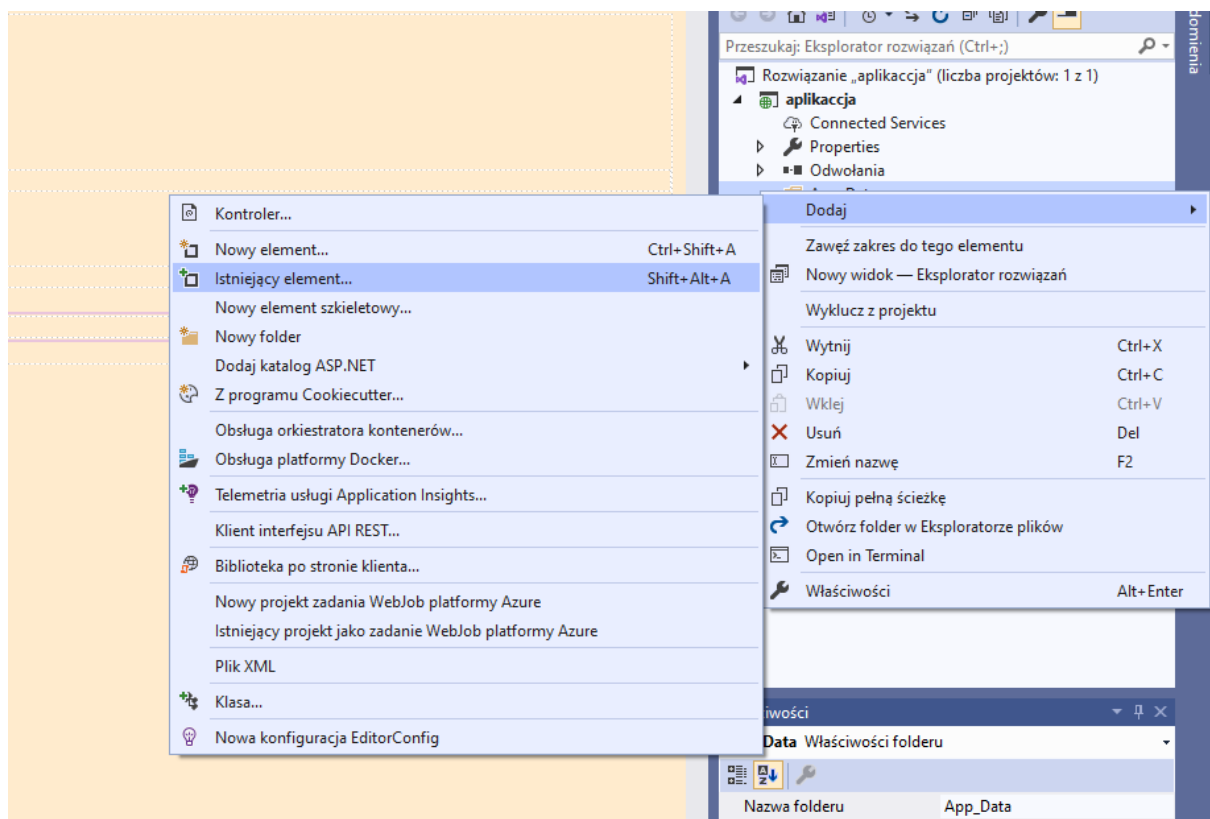 Przeszukaj: Eksplorator rozwiązań (Ctrl+;)
Rozwiązanie „aplikaccja" (liczba projektów: 1 z 1)
aplikaccja
Connected Services
Properties
Odwołania
domienia
Dodaj
Zawęź zakres do tego elementu
Nowy widok — Eksplorator rozwiązań
Wyklucz z projektu
Wytnij Ctrl+X
Kopiuj Ctrl+C
Wklej Ctrl+V
Usuń Del
Zmień nazwę F2
Kopiuj pełną ścieżkę
Otwórz folder w Eksploratorze plików
Open in Terminal
Właściwości Alt+Enter
Kontroler...
Nowy element... Ctrl+Shift+A
Istniejący element... Shift+Alt+A
Nowy element szkieletowy...
Nowy folder
Dodaj katalog ASP.NET
Z programu Cookiecutter...
Obsługa orkiestratora kontenerów...
Obsługa platformy Docker...
Telemetria usługi Application Insights...
Klient interfejsu API REST...
Biblioteka po stronie klienta...
Nowy projekt zadania WebJob platformy Azure
Istniejący projekt jako zadanie WebJob platformy Azure
Plik XML
Klasa...
Nowa konfiguracja EditorConfig
iwości
Data Właściwości folderu
Nazwa folderu App_Data